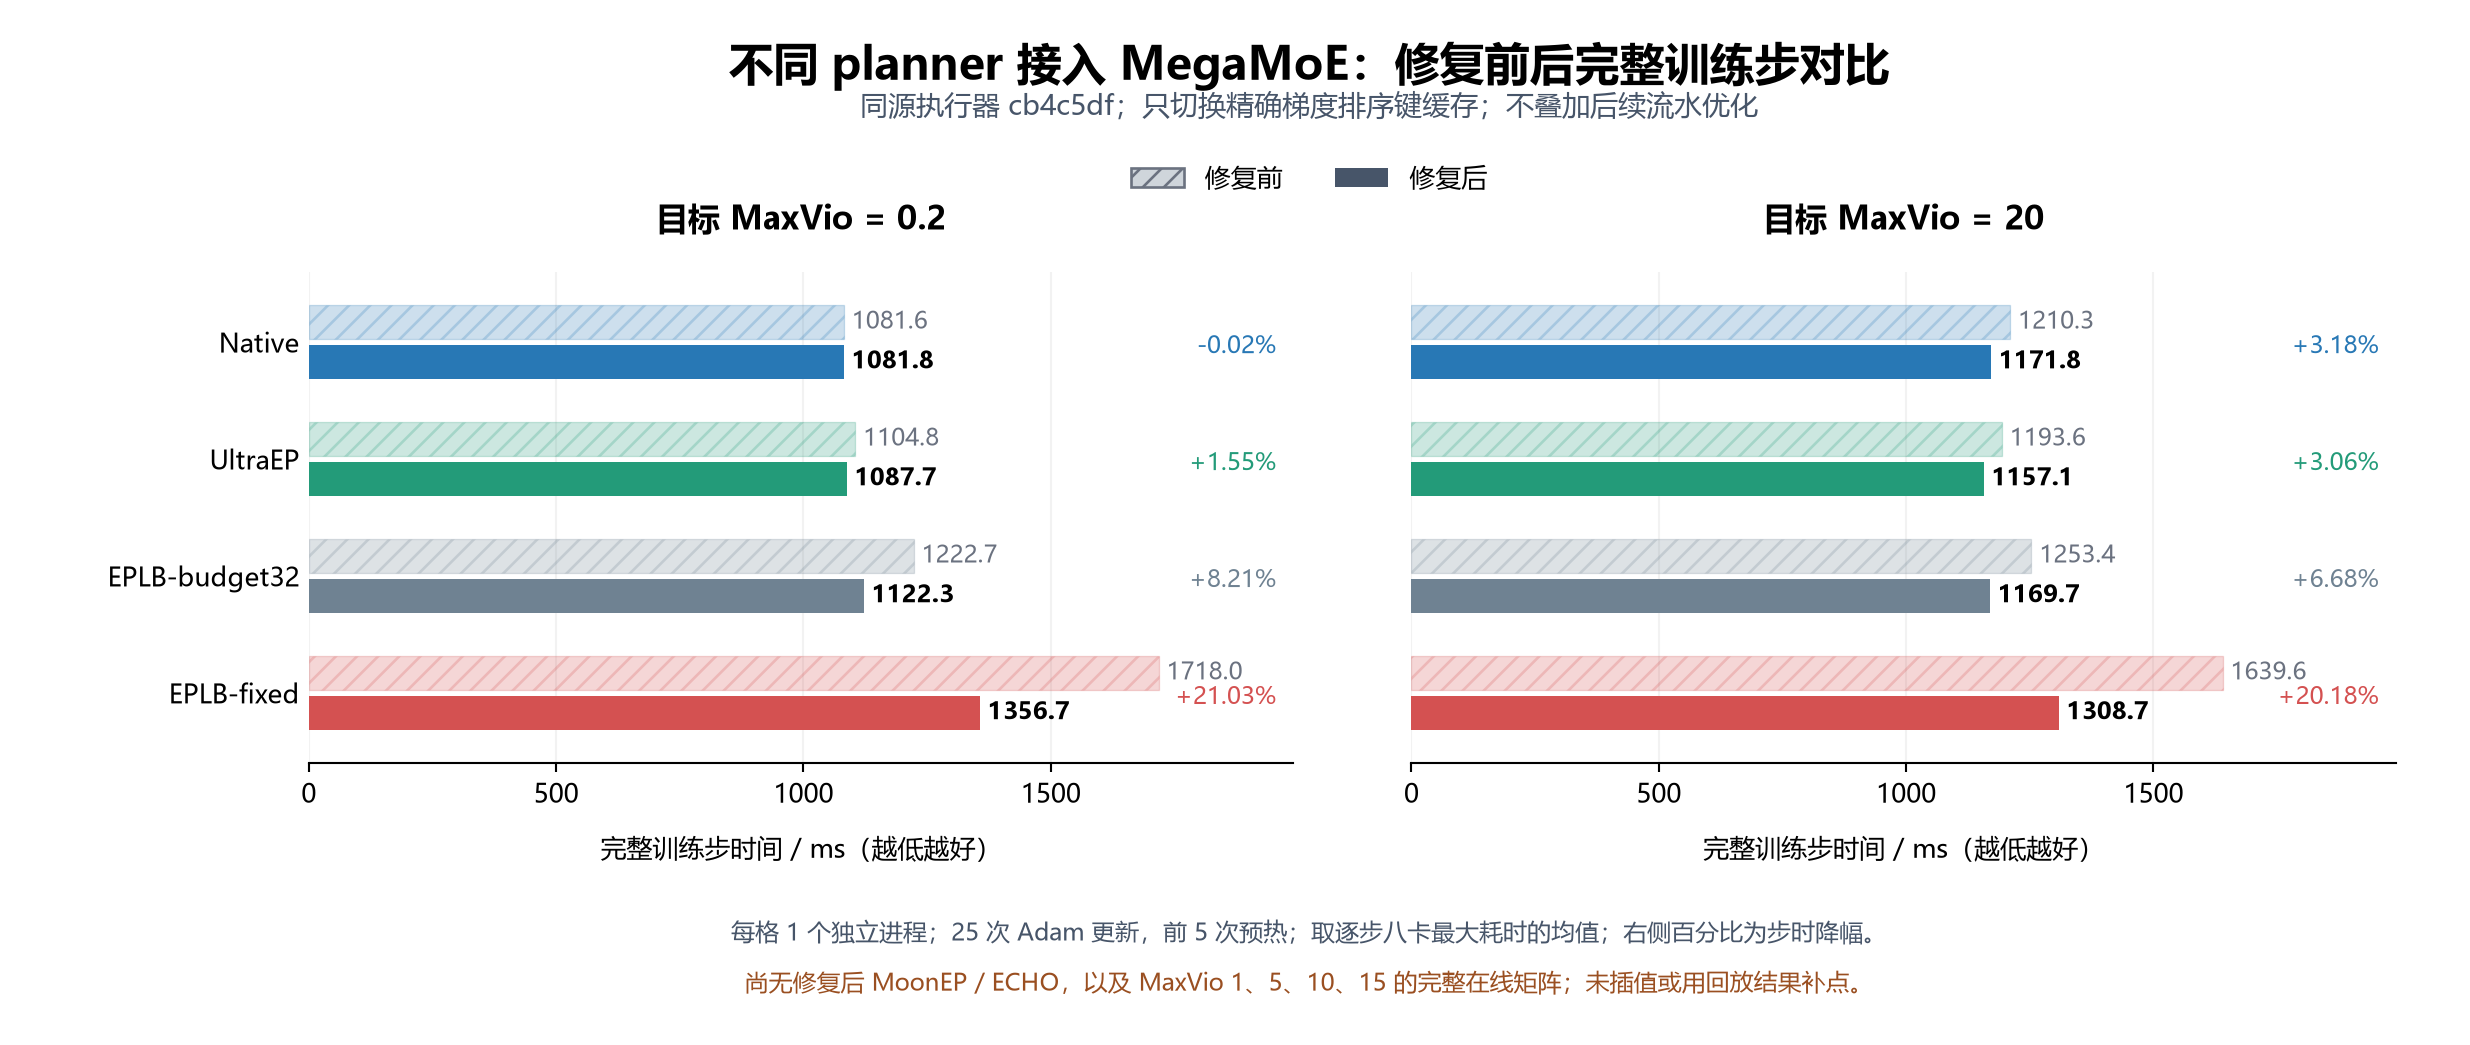 不同 planner 接入 MegaMoE：修复前后完整训练步对比
同源执行器 cb4c5df；只切换精确梯度排序键缓存；不叠加后续流水优化
修复前
修复后
目标 MaxVio = 0.2
Native
1081.6
1081.8
-0.02%
UltraEP
1104.8
1087.7
+1.55%
EPLB-budget32
1222.7
1122.3
+8.21%
EPLB-fixed
1718.0
1356.7
+21.03%
0
500
1000
1500
完整训练步时间 / ms（越低越好）
目标 MaxVio = 20
1210.3
1171.8
+3.18%
1193.6
1157.1
+3.06%
1253.4
1169.7
+6.68%
1639.6
1308.7
+20.18%
0
500
1000
1500
完整训练步时间 / ms（越低越好）
每格 1 个独立进程；25 次 Adam 更新，前 5 次预热；取逐步八卡最大耗时的均值；右侧百分比为步时降幅。
尚无修复后 MoonEP / ECHO，以及 MaxVio 1、5、10、15 的完整在线矩阵；未插值或用回放结果补点。